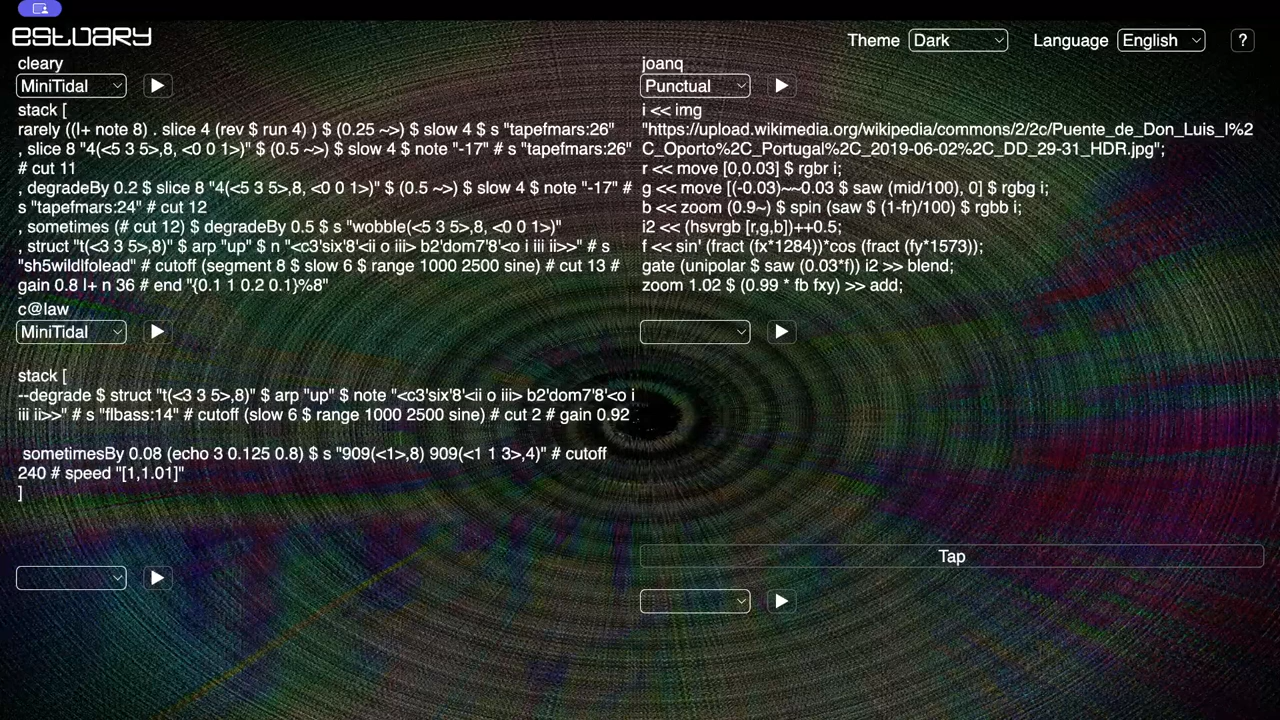 ESTUARY
Theme Dark Language English ?
cleary
MiniTidal
stack [
rarely ((|+ note 8) . slice 4 (rev $ run 4) ) $ (0.25 ~>) $ slow 4 $ s "tapefmars:26"
, slice 8 "4(<5 3 5>,8, <0 0 1>)" $ (0.5 ~>) $ slow 4 $ note "-17" # s "tapefmars:26"
# cut 11
, degradeBy 0.2 $ slice 8 "4(<5 3 5>,8, <0 0 1>)" $ (0.5 ~>) $ slow 4 $ note "-17" #
s "tapefmars:24" # cut 12
, sometimes (# cut 12) $ degradeBy 0.5 $ s "wobble(<5 3 5>,8, <0 0 1>)"
, struct "t(<3 3 5>,8)" $ arp "up" $ n "<c3'six'8'<ii o iii> b2'dom7'8'<o i iii ii>>" # s
"sh5wildlfolead" # cutoff (segment 8 $ slow 6 $ range 1000 2500 sine) # cut 13 #
gain 0.8 |+ n 36 # end "{0.1 1 0.2 0.1}%8"
joanq
Punctual
i << img
"https://upload.wikimedia.org/wikipedia/commons/2/2c/Puente_de_Don_Luis_I%2
C_Oporto%2C_Portugal%2C_2019-06-02%2C_DD_29-31_HDR.jpg";
r << move [0,0.03] $ rgbr i;
g << move [(-0.03)~~0.03 $ saw (mid/100), 0] $ rgbg i;
b << zoom (0.9~) $ spin (saw $ (1-fr)/100) $ rgbb i;
i2 << (hsvrgb [r,g,b])++0.5;
f << sin' (fract (fx*1284))*cos (fract (fy*1573));
gate (unipolar $ saw (0.03*f)) i2 >> blend;
zoom 1.02 $ (0.99 * fb fxy) >> add;
c@law
MiniTidal
stack [
--degrade $ struct "t(<3 3 5>,8)" $ arp "up" $ note "<c3'six'8'<ii o iii> b2'dom7'8'<o i
iii ii>>" # s "flbass:14" # cutoff (slow 6 $ range 1000 2500 sine) # cut 2 # gain 0.92
sometimesBy 0.08 (echo 3 0.125 0.8) $ s "909(<1>,8) 909(<1 1 3>,4)" # cutoff
240 # speed "[1,1.01]"
]
Tap